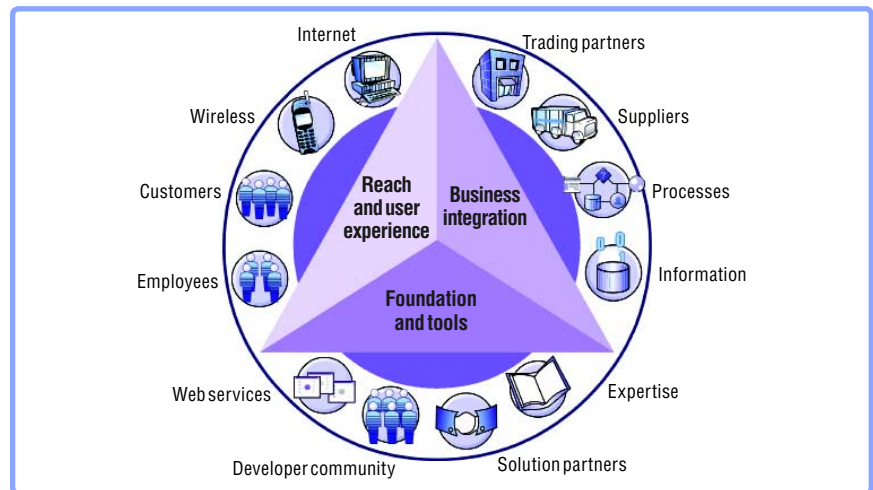 Internet
Trading partners
Wireless
Suppliers
Customers
Processes
Reach
and user
experience
Business
integration
Employees
Information
Foundation
and tools
Web services
Expertise
Developer community
Solution partners